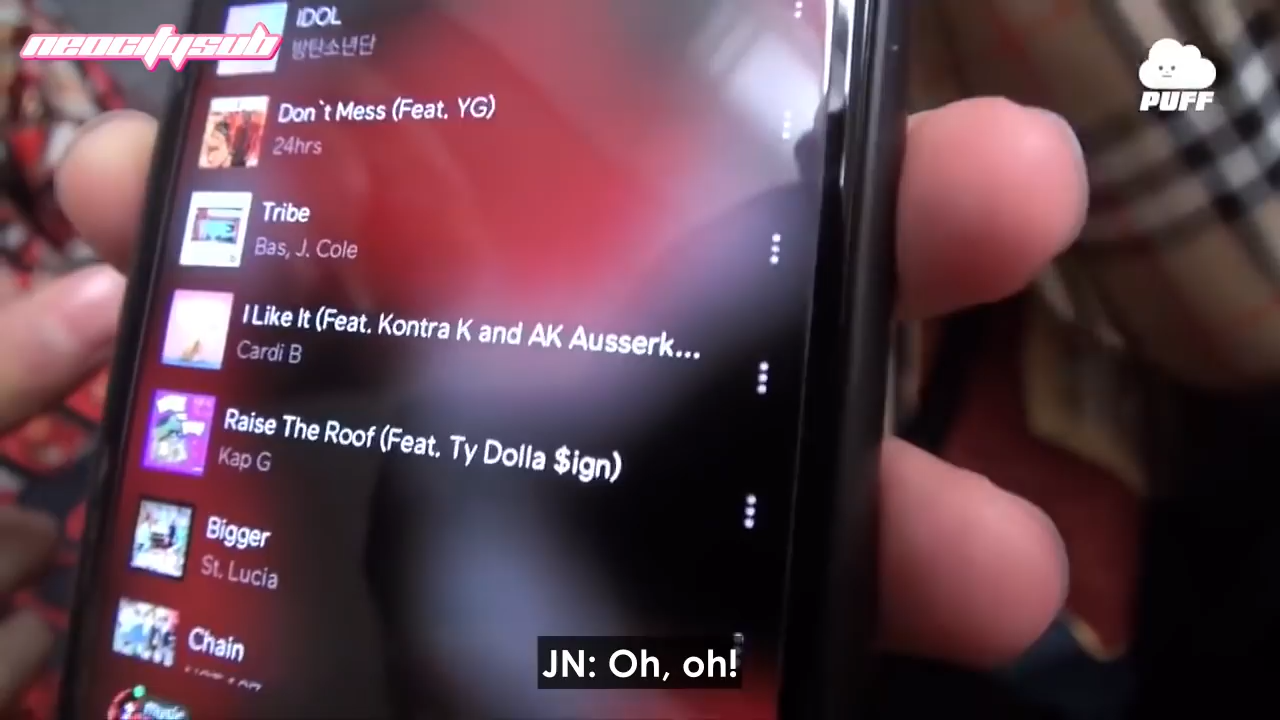 neocitysub
PUFF
IDOL
방탄소년단
Don`t Mess (Feat. YG)
24hrs
Tribe
Bas, J. Cole
I Like It (Feat. Kontra K and AK Ausserk...
Cardi B
Raise The Roof (Feat. Ty Dolla $ign)
Kap G
Bigger
St. Lucia
Chain
JN: Oh, oh!